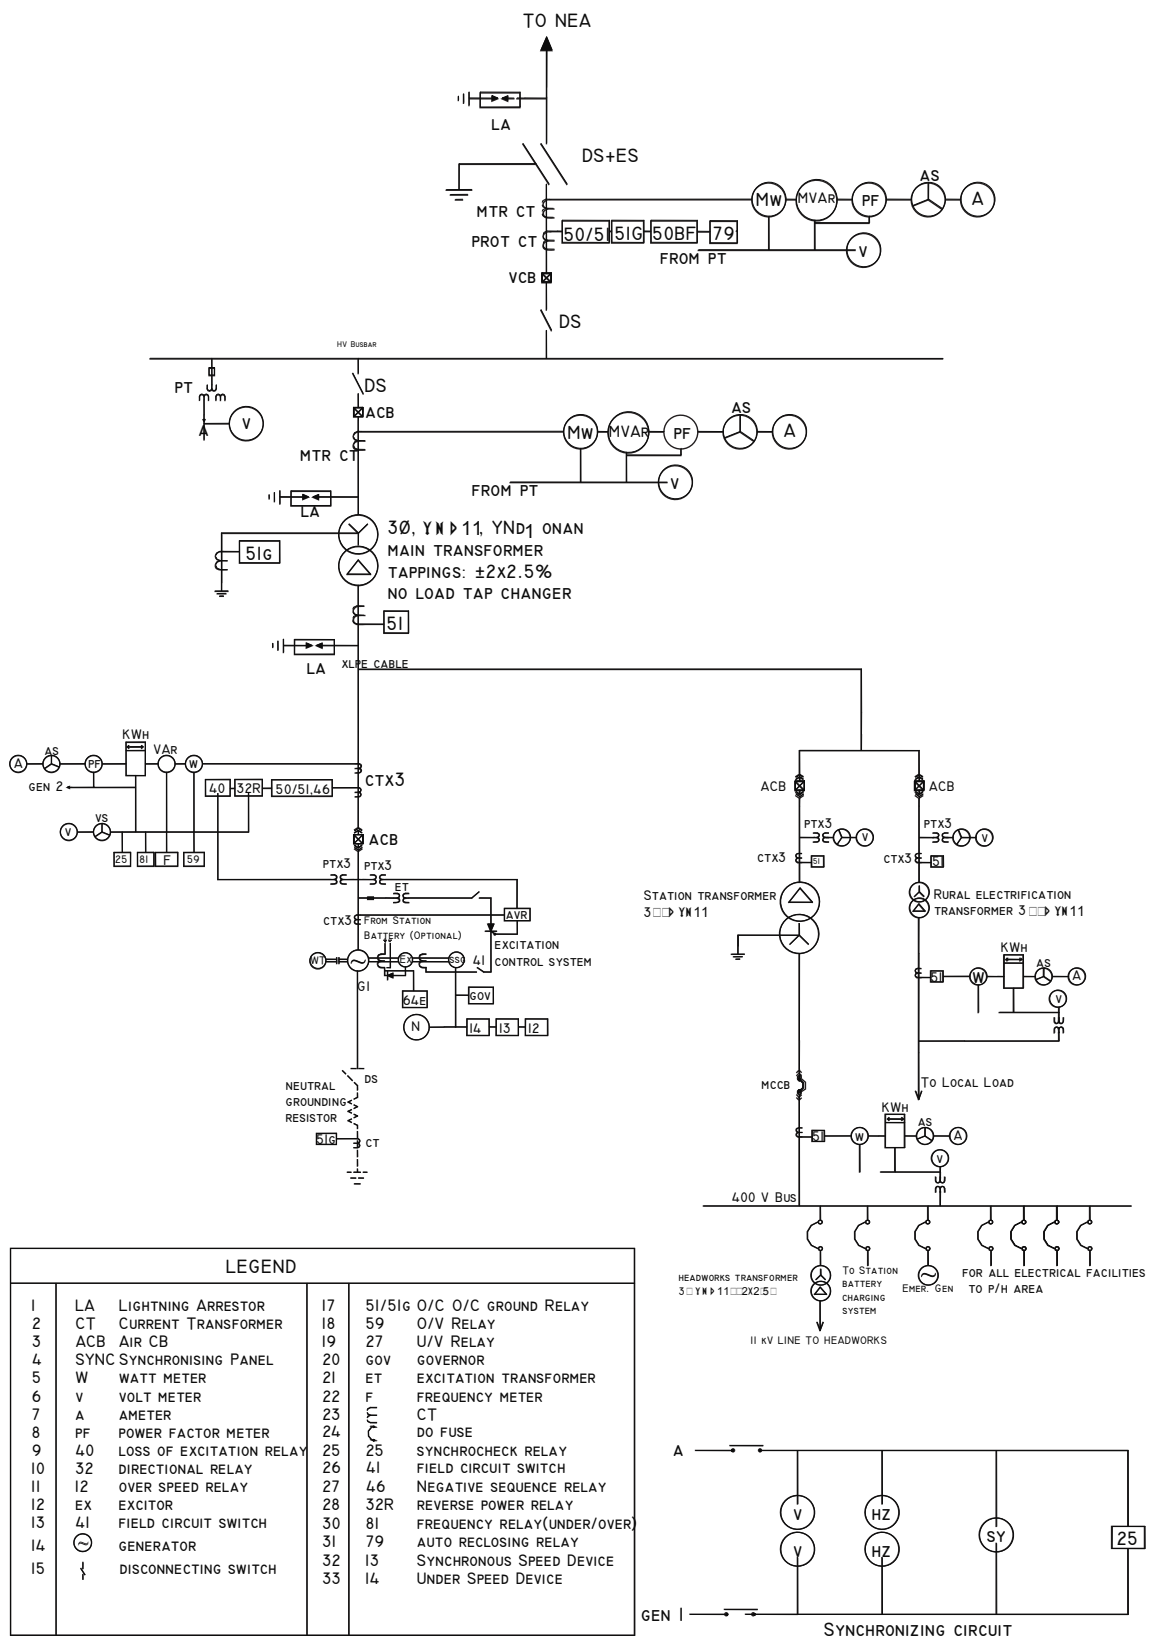 TO NEA
LA
DS+ES
AS
MW
MVAR
PF
A
MTR CT
PROT CT
50/51
51G
50BF
79
FROM PT
V
VCB
DS
HV BUSBAR
PT
DS
ACB
V
A
AS
MW
MVAR
PF
A
MTR CT
FROM PT
V
LA
3Ø, YND11, YND1 ONAN
MAIN TRANSFORMER
TAPPINGS: ±2X2.5%
NO LOAD TAP CHANGER
51G
51
LA
XLPE CABLE
KWH
VAR
AS
A
PF
W
GEN 2
40
32R
50/51,46
CTX3
VS
V
25
81
F
59
ACB
PTX3
PTX3
ET
CTX3
FROM STATION
BATTERY (OPTIONAL)
AVR
EXCITATION
CONTROL SYSTEM
WT
EX
SSG
41
G1
64E
GOV
N
14
13
12
DS
NEUTRAL
GROUNDING
RESISTOR
51G
CT
ACB
ACB
PTX3
V
PTX3
V
CTX3
51
CTX3
51
STATION TRANSFORMER
3□□D YN11
RURAL ELECTRIFICATION
TRANSFORMER 3□□D YN11
KWH
51
W
AS
A
V
MCCB
TO LOCAL LOAD
KWH
51
W
AS
A
V
400 V BUS
HEADWORKS TRANSFORMER
3□YND11□□2X2□5□
TO STATION
BATTERY
CHARGING
SYSTEM
EMER. GEN
FOR ALL ELECTRICAL FACILITIES
TO P/H AREA
11 KV LINE TO HEADWORKS
LEGEND
1 LA LIGHTNING ARRESTOR
2 CT CURRENT TRANSFORMER
3 ACB AIR CB
4 SYNC SYNCHRONISING PANEL
5 W WATT METER
6 V VOLT METER
7 A AMETER
8 PF POWER FACTOR METER
9 40 LOSS OF EXCITATION RELAY
10 32 DIRECTIONAL RELAY
11 12 OVER SPEED RELAY
12 EX EXCITOR
13 41 FIELD CIRCUIT SWITCH
14 GENERATOR
15 DISCONNECTING SWITCH
17 51/51G O/C O/C GROUND RELAY
18 59 O/V RELAY
19 27 U/V RELAY
20 GOV GOVERNOR
21 ET EXCITATION TRANSFORMER
22 F FREQUENCY METER
23 CT
24 DO FUSE
25 25 SYNCHROCHECK RELAY
26 41 FIELD CIRCUIT SWITCH
27 46 NEGATIVE SEQUENCE RELAY
28 32R REVERSE POWER RELAY
30 81 FREQUENCY RELAY(UNDER/OVER)
31 79 AUTO RECLOSING RELAY
32 13 SYNCHRONOUS SPEED DEVICE
33 14 UNDER SPEED DEVICE
A
V
HZ
V
HZ
SY
25
GEN 1
SYNCHRONIZING CIRCUIT